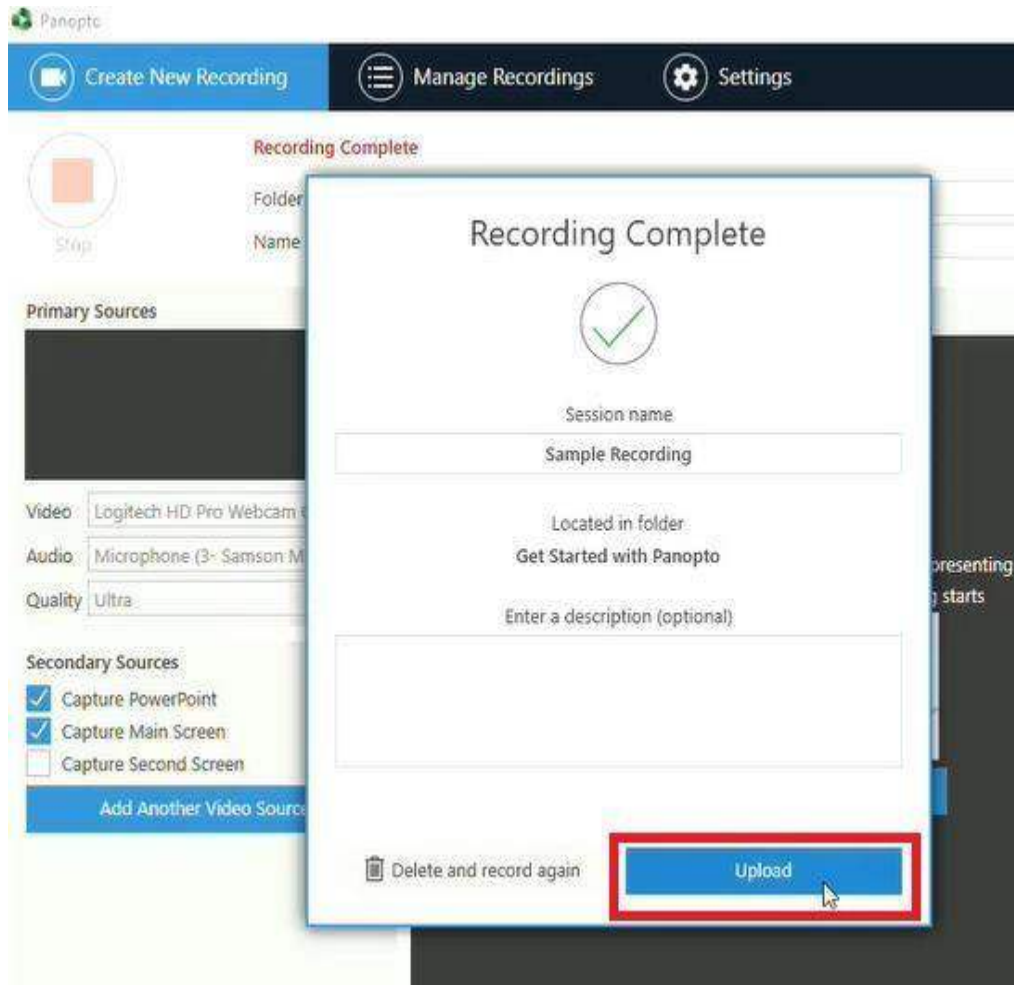 Panopto
Create New Recording
Manage Recordings
Settings
Recording Complete
Folder
Stop
Name
Primary Sources
Video
Logitech HD Pro Webcam
Audio
Microphone (3- Samson M
Quality
Ultra
Secondary Sources
Capture PowerPoint
Capture Main Screen
Capture Second Screen
Add Another Video Source
Recording Complete
Session name
Sample Recording
Located in folder
Get Started with Panopto
Enter a description (optional)
Delete and record again
Upload
presenting
starts